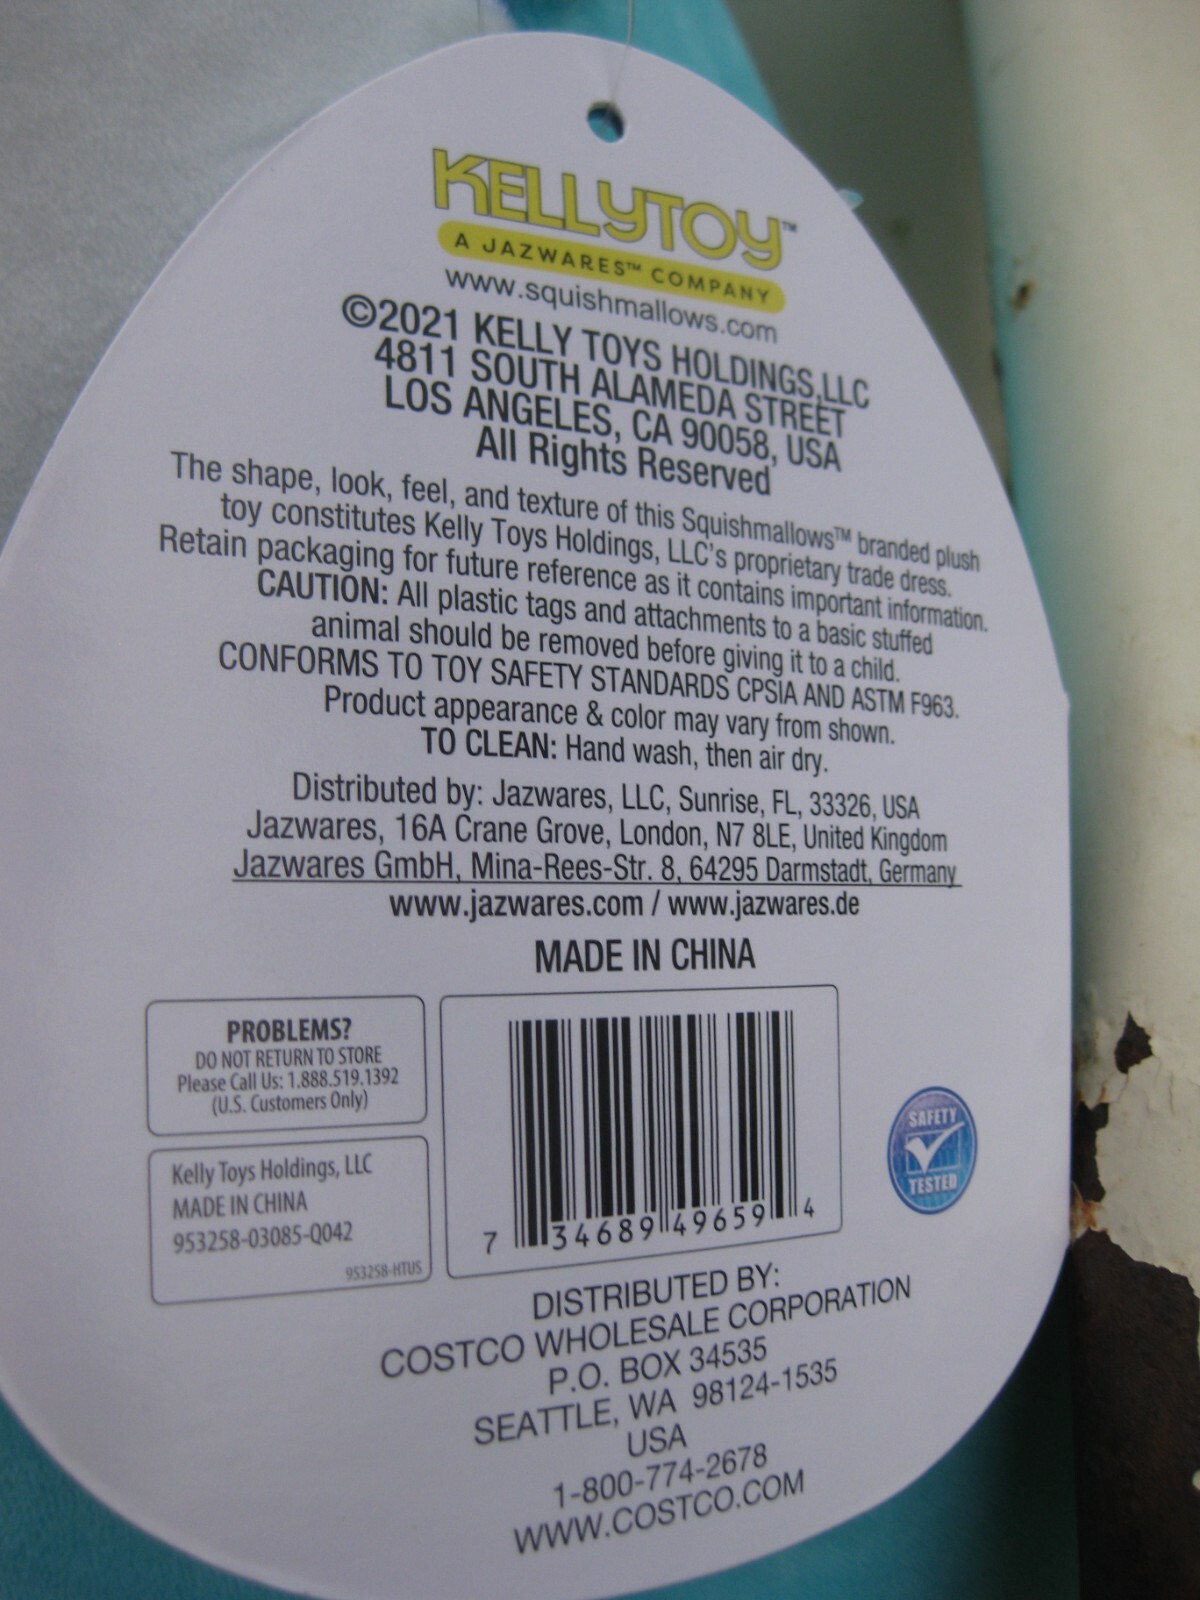 KELLYTOY™
A JAZWARES™ COMPANY
www.squishmallows.com
©2021 KELLY TOYS HOLDINGS,LLC
4811 SOUTH ALAMEDA STREET
LOS ANGELES, CA 90058, USA
All Rights Reserved
The shape, look, feel, and texture of this Squishmallows™ branded plush
toy constitutes Kelly Toys Holdings, LLC's proprietary trade dress.
Retain packaging for future reference as it contains important information.
CAUTION: All plastic tags and attachments to a basic stuffed
animal should be removed before giving it to a child.
CONFORMS TO TOY SAFETY STANDARDS CPSIA AND ASTM F963.
Product appearance & color may vary from shown.
TO CLEAN: Hand wash, then air dry.
Distributed by: Jazwares, LLC, Sunrise, FL, 33326, USA
Jazwares, 16A Crane Grove, London, N7 8LE, United Kingdom
Jazwares GmbH, Mina-Rees-Str. 8, 64295 Darmstadt, Germany
www.jazwares.com / www.jazwares.de
MADE IN CHINA
PROBLEMS?
DO NOT RETURN TO STORE
Please Call Us: 1.888.519.1392
(U.S. Customers Only)
Kelly Toys Holdings, LLC
MADE IN CHINA
953258-03085-Q042
953258-HTUS
7 34689 49659 4
SAFETY
TESTED
DISTRIBUTED BY:
COSTCO WHOLESALE CORPORATION
P.O. BOX 34535
SEATTLE, WA 98124-1535
USA
1-800-774-2678
WWW.COSTCO.COM